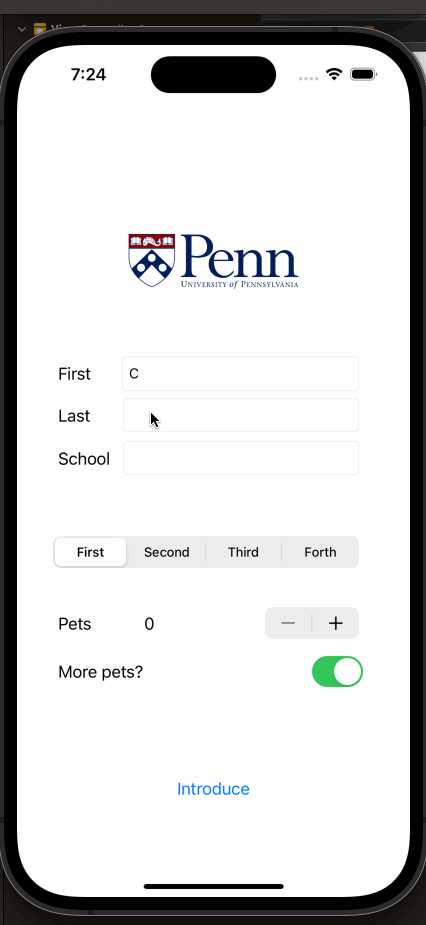 7:24
Penn
UNIVERSITY of PENNSYLVANIA
First C
Last
School
First Second Third Forth
Pets 0 − +
More pets?
Introduce